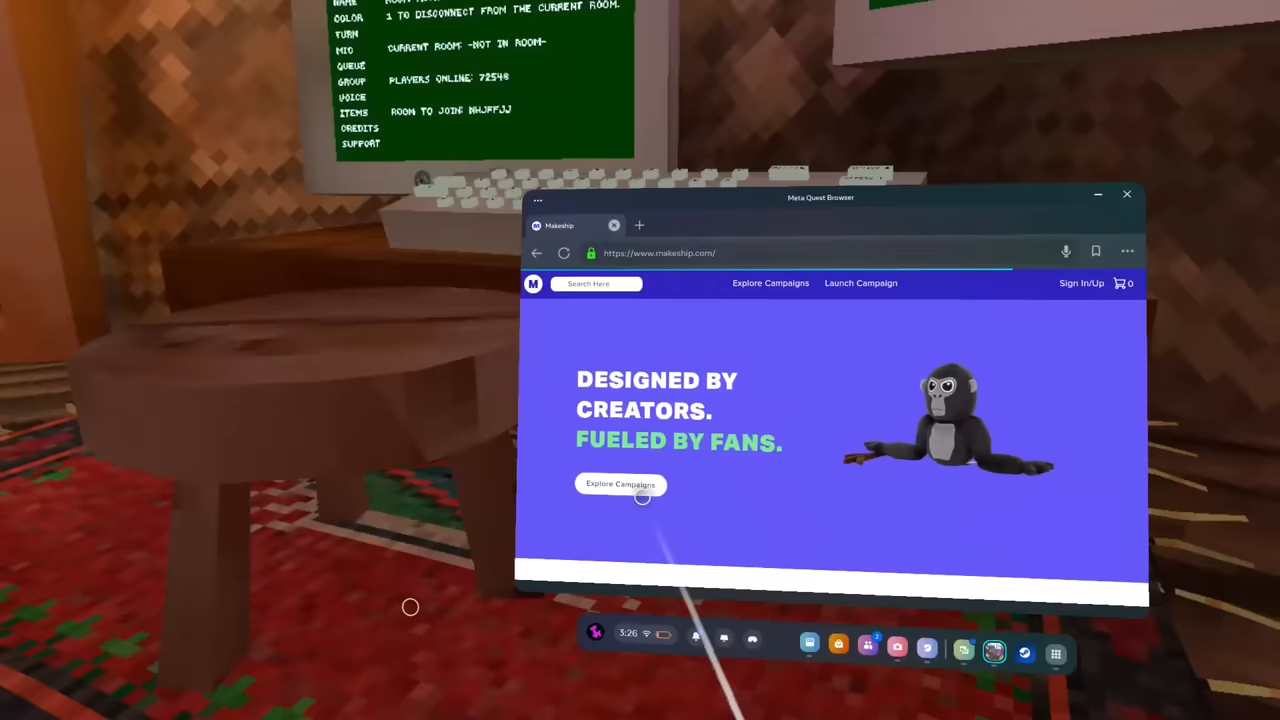 NAME
COLOR
TURN
MIC
QUEUE
GROUP
VOICE
ITEMS
CREDITS
SUPPORT
1 TO DISCONNECT FROM THE CURRENT ROOM.
CURRENT ROOM: -NOT IN ROOM-
PLAYERS ONLINE: 72548
ROOM TO JOIN: NHJFFJJ
Meta Quest Browser
M Makeship
https://www.makeship.com/
M
Search Here
Explore Campaigns
Launch Campaign
Sign In/Up
0
DESIGNED BY
CREATORS.
FUELED BY FANS.
Explore Campaigns
3:26
2